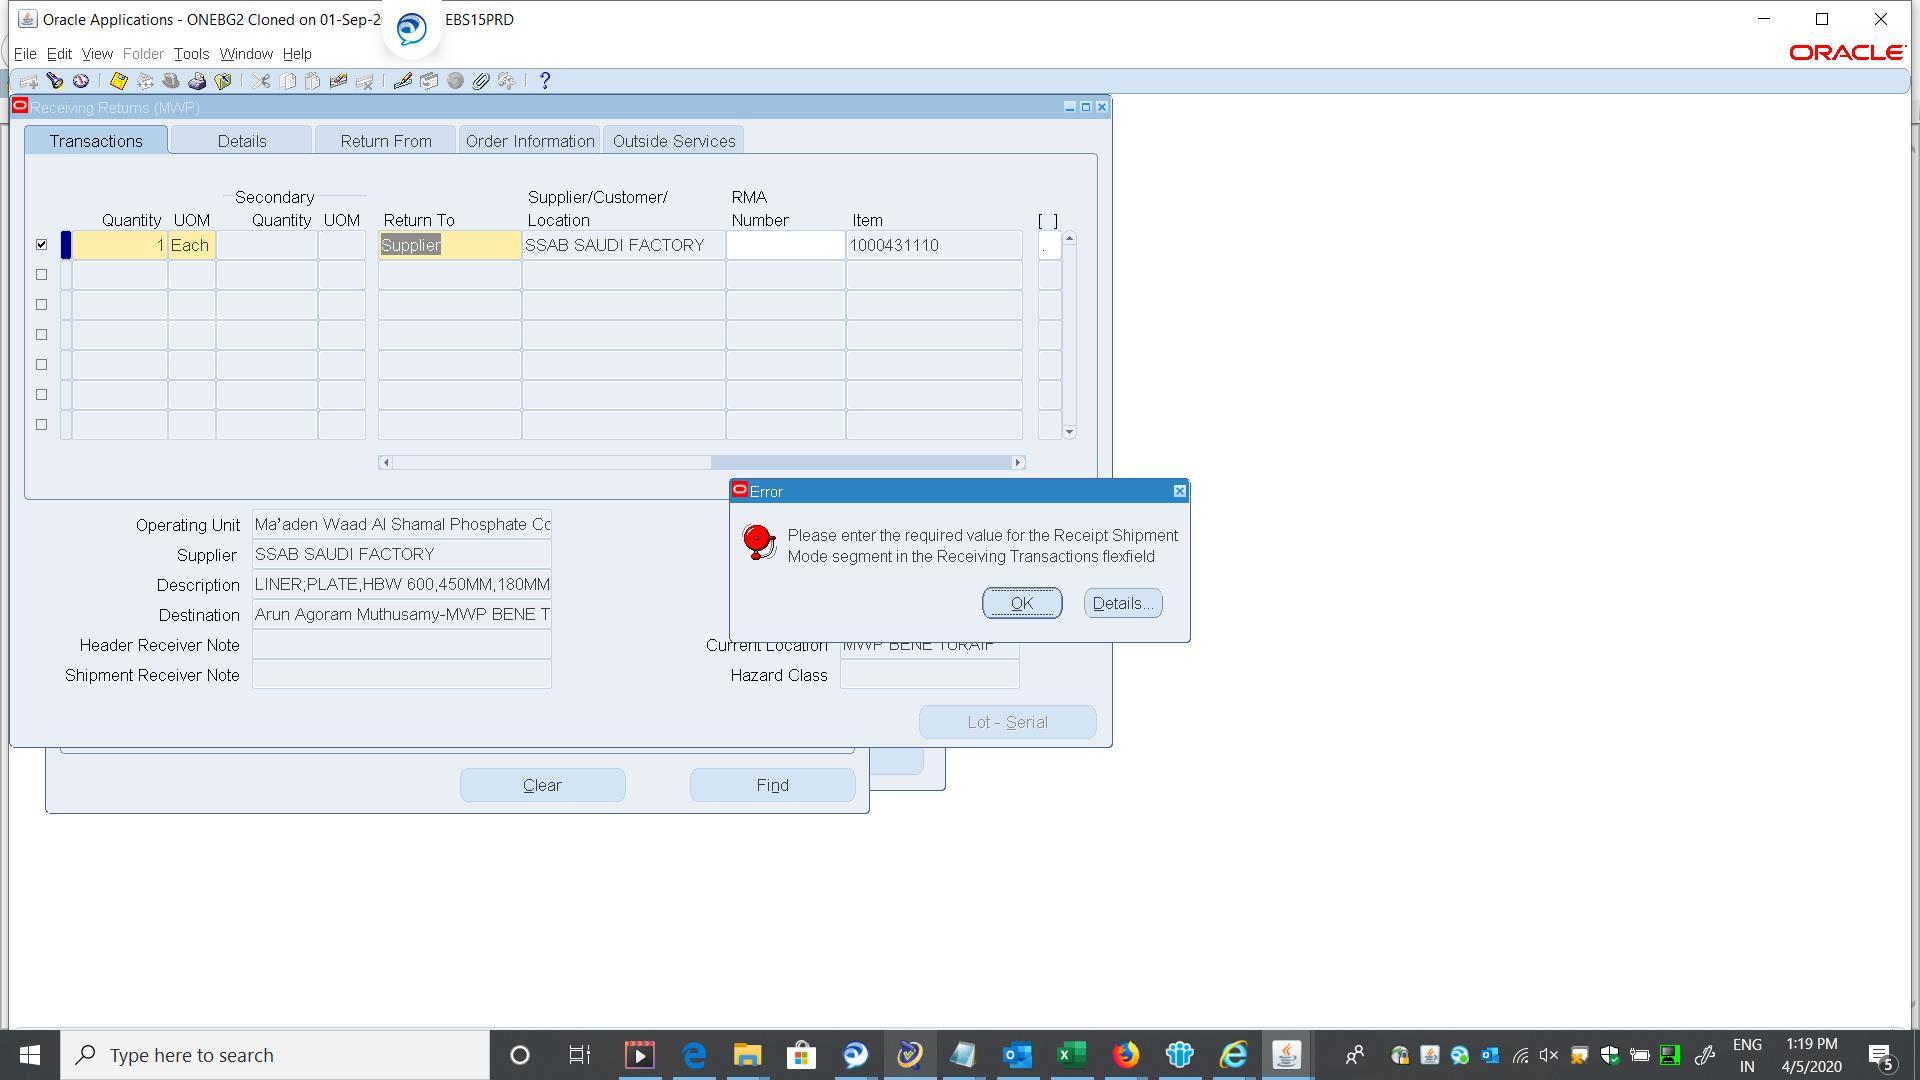 Oracle Applications - ONEBG2 Cloned on 01-Sep-2
EBS15PRD
File Edit View Folder Tools Window Help
ORACLE
Receiving Returns (MWP)
Transactions Details Return From Order Information Outside Services
Secondary Supplier/Customer/ RMA
Quantity UOM Quantity UOM Return To Location Number Item [ ]
1 Each Supplier SSAB SAUDI FACTORY 1000431110 .
Error
Please enter the required value for the Receipt Shipment
Mode segment in the Receiving Transactions flexfield
OK Details...
Operating Unit Ma'aden Waad Al Shamal Phosphate Co
Supplier SSAB SAUDI FACTORY
Description LINER;PLATE,HBW 600,450MM,180MM
Destination Arun Agoram Muthusamy-MWP BENE T
Header Receiver Note Current Location MWP BENE TURAIF
Shipment Receiver Note Hazard Class
Lot - Serial
Clear Find
Type here to search
ENG
IN
1:19 PM
4/5/2020
5